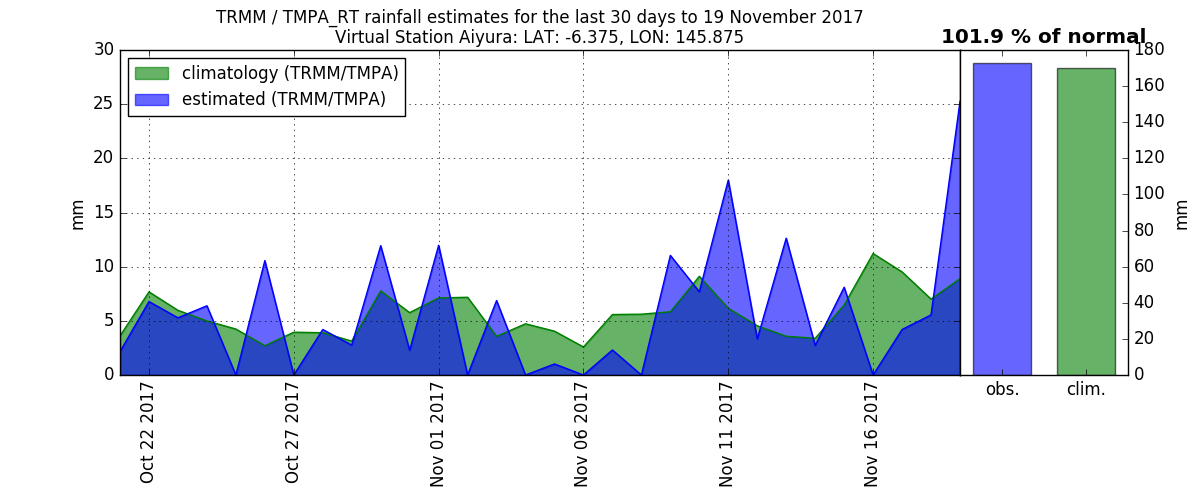 TRMM / TMPA_RT rainfall estimates for the last 30 days to 19 November 2017
Virtual Station Aiyura: LAT: -6.375, LON: 145.875
101.9 % of normal
climatology (TRMM/TMPA)
estimated (TRMM/TMPA)
30
25
20
15
10
5
0
mm
Oct 22 2017
Oct 27 2017
Nov 01 2017
Nov 06 2017
Nov 11 2017
Nov 16 2017
obs.
clim.
180
160
140
120
100
80
60
40
20
0
mm